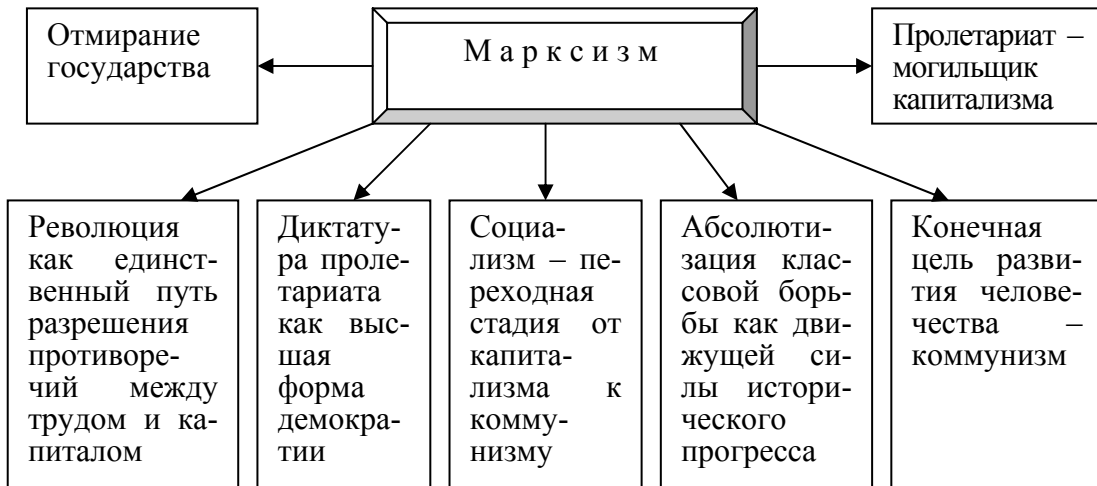 Отмирание
государства
М а р к с и з м
Пролетариат –
могильщик
капитализма
Революция
как единст-
венный путь
разрешения
противоре-
чий между
трудом и ка-
питалом
Диктату-
ра проле-
тариата
как выс-
шая
форма
демокра-
тии
Социа-
лизм – пе-
реходная
стадия от
капита-
лизма к
комму-
низму
Абсолюти-
зация клас-
совой борь-
бы как дви-
жущей си-
лы истори-
ческого
прогресса
Конечная
цель разви-
тия челове-
чества –
коммунизм